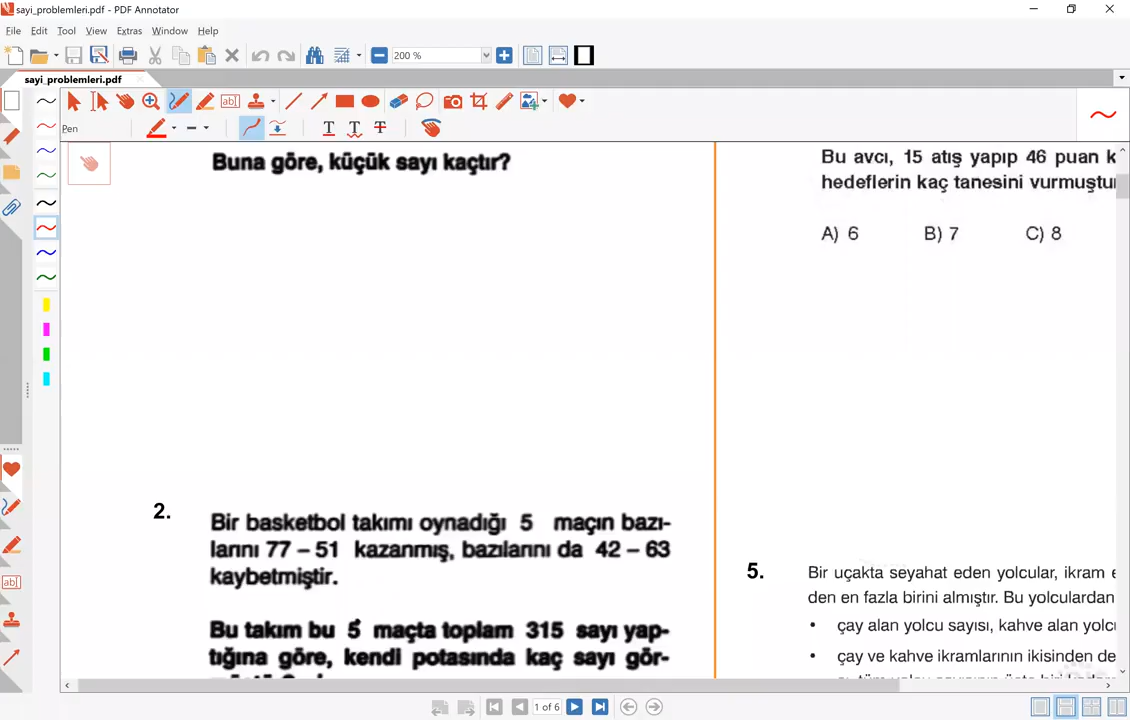 sayi_problemleri.pdf - PDF Annotator
File Edit Tool View Extras Window Help
200 %
sayi_problemleri.pdf
Pen
Buna göre, küçük sayı kaçtır?
2.
Bir basketbol takımı oynadığı 5 maçın bazı-
larını 77 – 51 kazanmış, bazılarını da 42 – 63
kaybetmiştir.
Bu takım bu 5 maçta toplam 315 sayı yap-
tığına göre, kendi potasında kaç sayı gör-
Bu avcı, 15 atış yapıp 46 puan k
hedeflerin kaç tanesini vurmuştu
A) 6 B) 7 C) 8
5.
Bir uçakta seyahat eden yolcular, ikram e
den en fazla birini almıştır. Bu yolculardan
• çay alan yolcu sayısı, kahve alan yolcu
• çay ve kahve ikramlarının ikisinden de
1 of 6